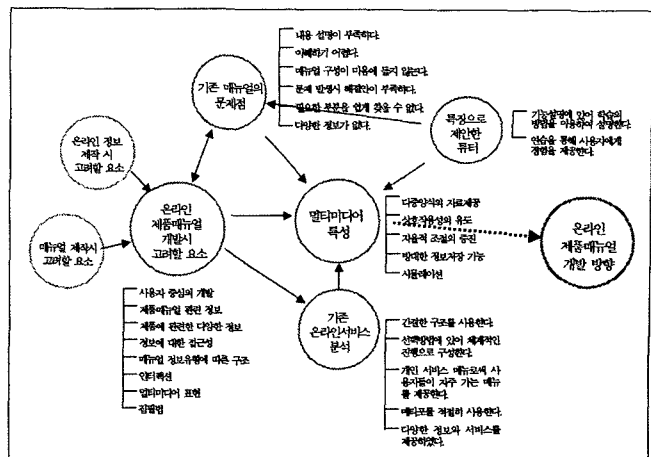 내용 설명이 부족하다.
이해하기 어렵다.
매뉴얼 구성이 마음에 들지 않는다.
문제 발생시 해결안이 부족하다.
필요한 부분을 쉽게 찾을 수 없다.
다양한 정보가 없다.
기존 매뉴얼의
문제점
특징으로
제안한
튜터
기능설명에 있어 학습의
방법을 이용하여 설명한다.
연습을 통해 사용자에게
경험을 제공한다.
온라인 정보
제작 시
고려할 요소
매뉴얼 제작시
고려할 요소
온라인
제품매뉴얼
개발시
고려할 요소
멀티미디어
특성
다중양식의 자료제공
상호작용성의 유도
자율적 조절의 증진
방대한 정보저장 기능
시뮬레이션
온라인
제품매뉴얼
개발 방향
사용자 중심의 개발
제품매뉴얼 관련 정보
제품에 관련한 다양한 정보
정보에 대한 접근성
매뉴얼 정보유형에 따른 구조
인터랙션
멀티미디어 표현
집필법
기존
온라인서비스
분석
간결한 구조를 사용한다.
선택방법에 있어 체계적인
진행으로 구성한다.
개인 서비스 메뉴로써 사
용자들이 자주 가는 메뉴
를 제공한다.
메타포를 적절히 사용한다.
다양한 정보와 서비스를
제공하였다.